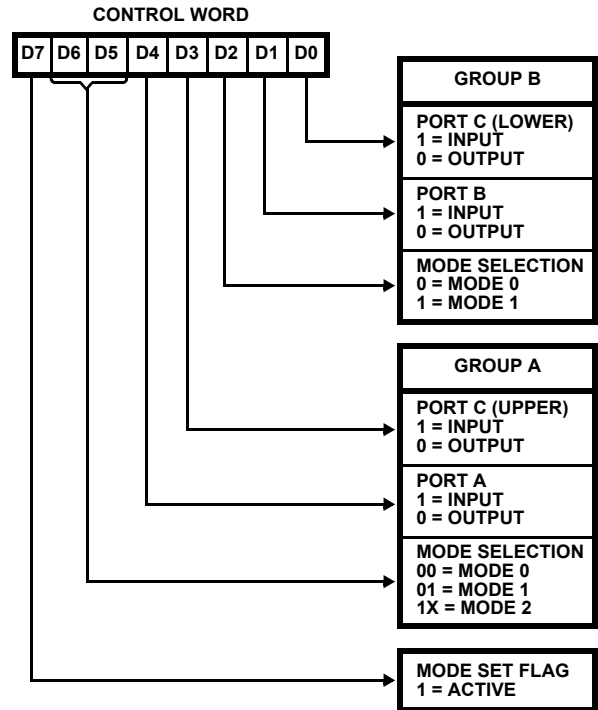 CONTROL WORD
D7 D6 D5 D4 D3 D2 D1 D0
GROUP B
PORT C (LOWER)
1 = INPUT
0 = OUTPUT
PORT B
1 = INPUT
0 = OUTPUT
MODE SELECTION
0 = MODE 0
1 = MODE 1
GROUP A
PORT C (UPPER)
1 = INPUT
0 = OUTPUT
PORT A
1 = INPUT
0 = OUTPUT
MODE SELECTION
00 = MODE 0
01 = MODE 1
1X = MODE 2
MODE SET FLAG
1 = ACTIVE